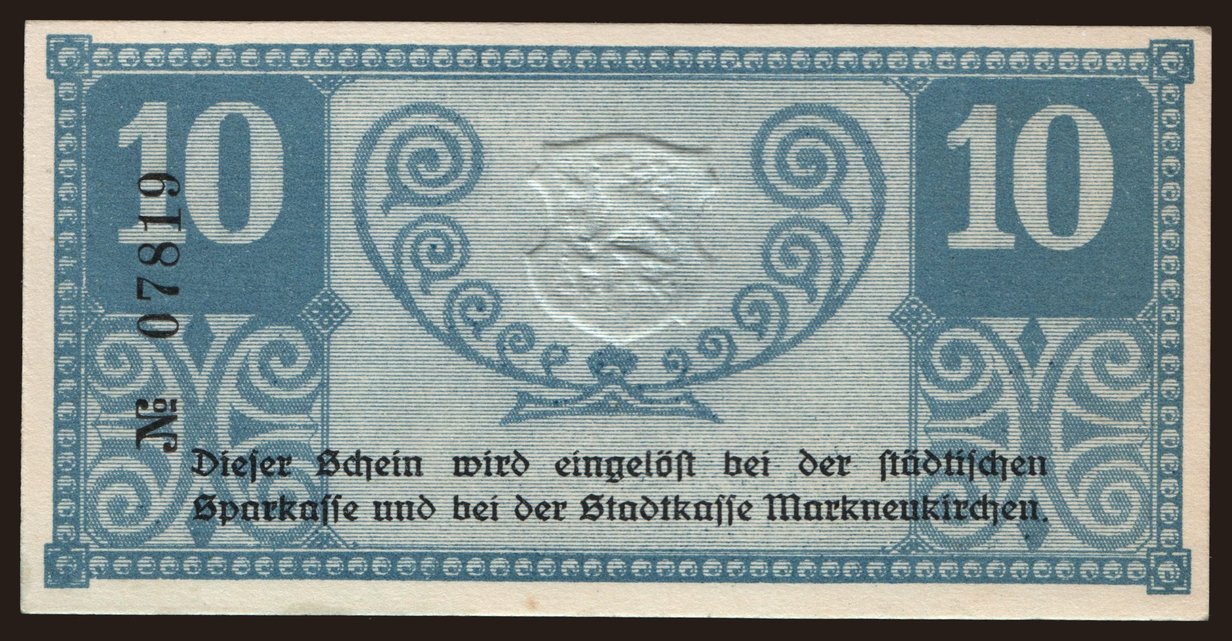 10 10
№ 07819
Dieser Schein wird eingelöst bei der städtischen
Sparkasse und bei der Stadtkasse Markneukirchen.